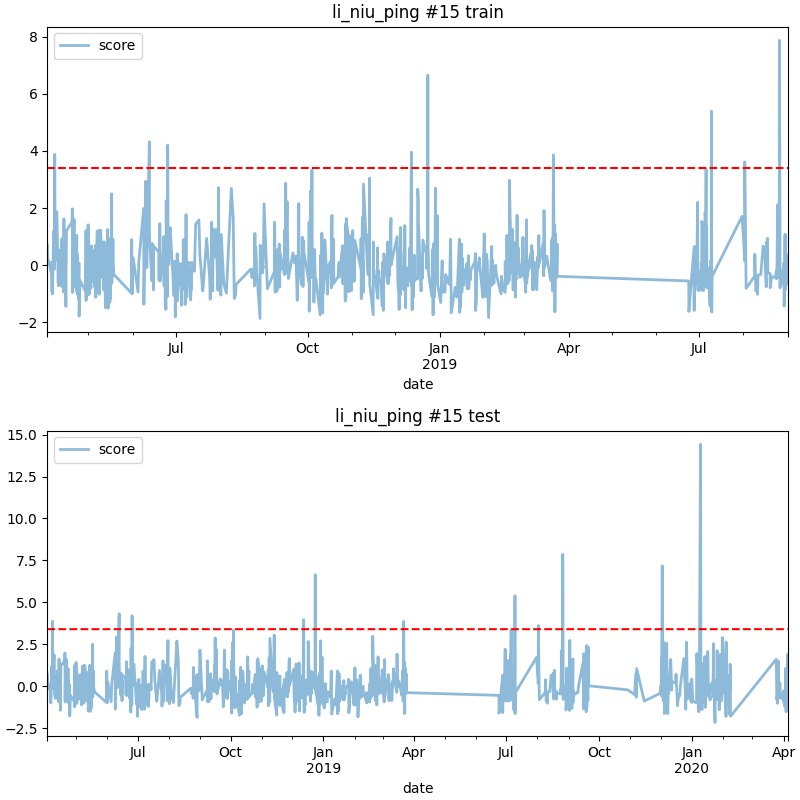 li_niu_ping #15 train
score
8
6
4
2
0
−2
Jul
Oct
Jan
2019
Apr
Jul
date
li_niu_ping #15 test
score
15.0
12.5
10.0
7.5
5.0
2.5
0.0
−2.5
Jul
Oct
Jan
2019
Apr
Jul
Oct
Jan
2020
Apr
date